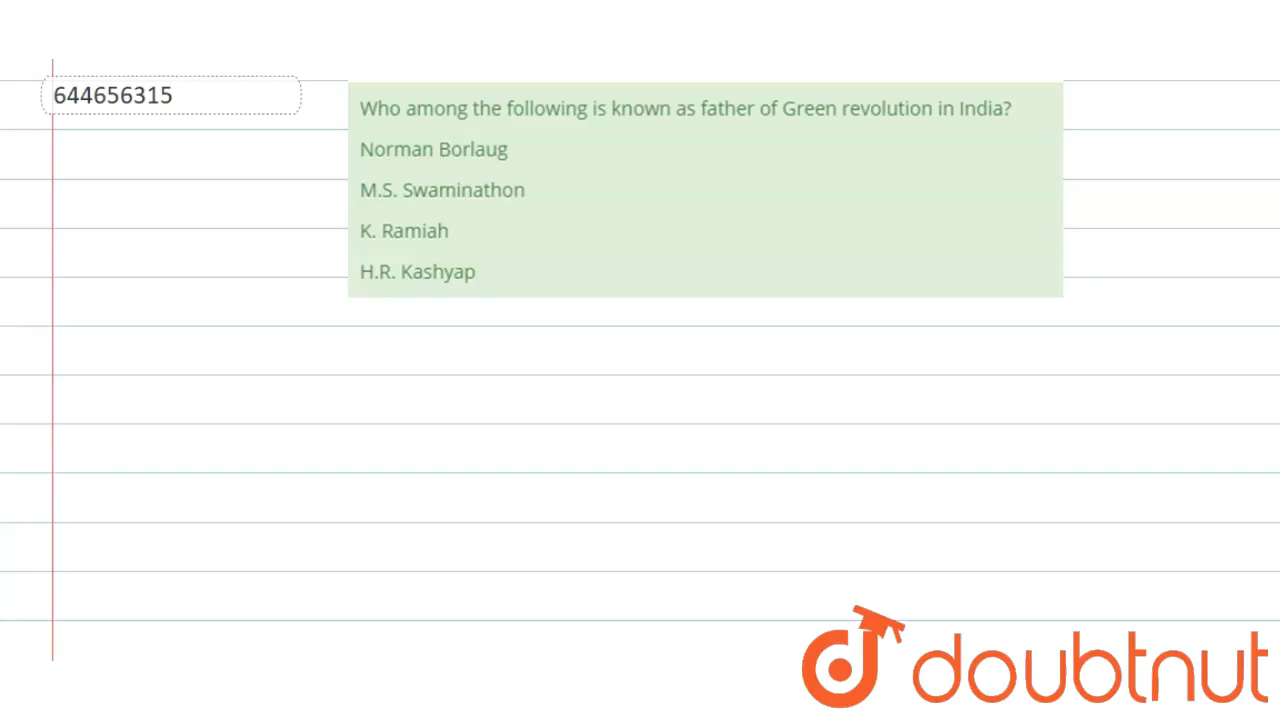 644656315
Who among the following is known as father of Green revolution in India?
Norman Borlaug
M.S. Swaminathon
K. Ramiah
H.R. Kashyap
doubtnut